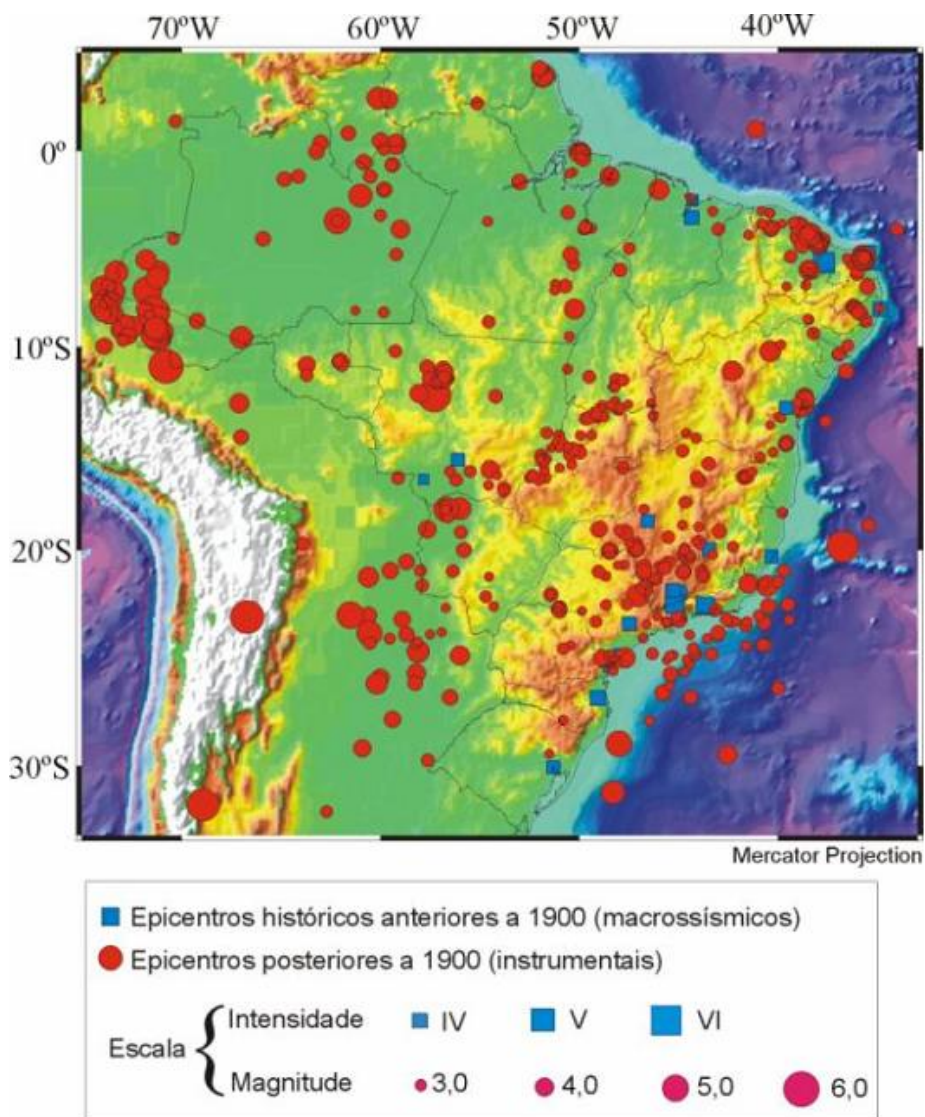 70ºW 60ºW 50ºW 40ºW
0º
10ºS
20ºS
30ºS
Mercator Projection
Epicentros históricos anteriores a 1900 (macrossísmicos)
Epicentros posteriores a 1900 (instrumentais)
Escala
Intensidade IV V VI
Magnitude 3,0 4,0 5,0 6,0